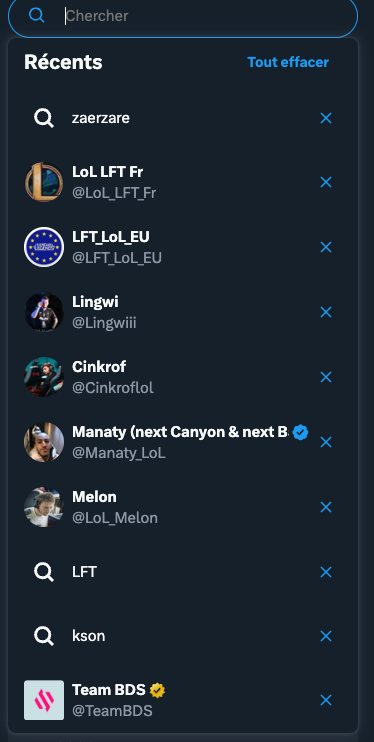 Chercher
Récents
Tout effacer
zaerzare
LoL LFT Fr
@LoL_LFT_Fr
LFT_LoL_EU
@LFT_LoL_EU
Lingwi
@Lingwiii
Cinkrof
@Cinkroflol
Manaty (next Canyon & next B.
@Manaty_LoL
Melon
@LoL_Melon
LFT
kson
Team BDS
@TeamBDS